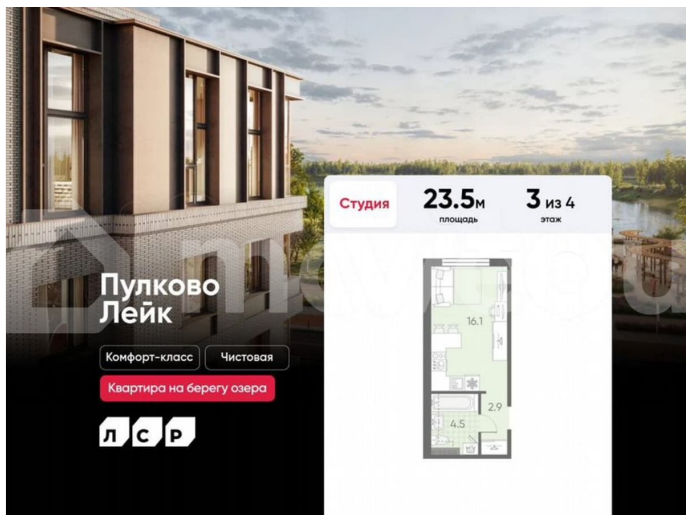 Студия
23.5м
площадь
3 из 4
этаж
Пулково
Лейк
Комфорт-класс
Чистовая
Квартира на берегу озера
ЛСР
16.1
2.9
4.5